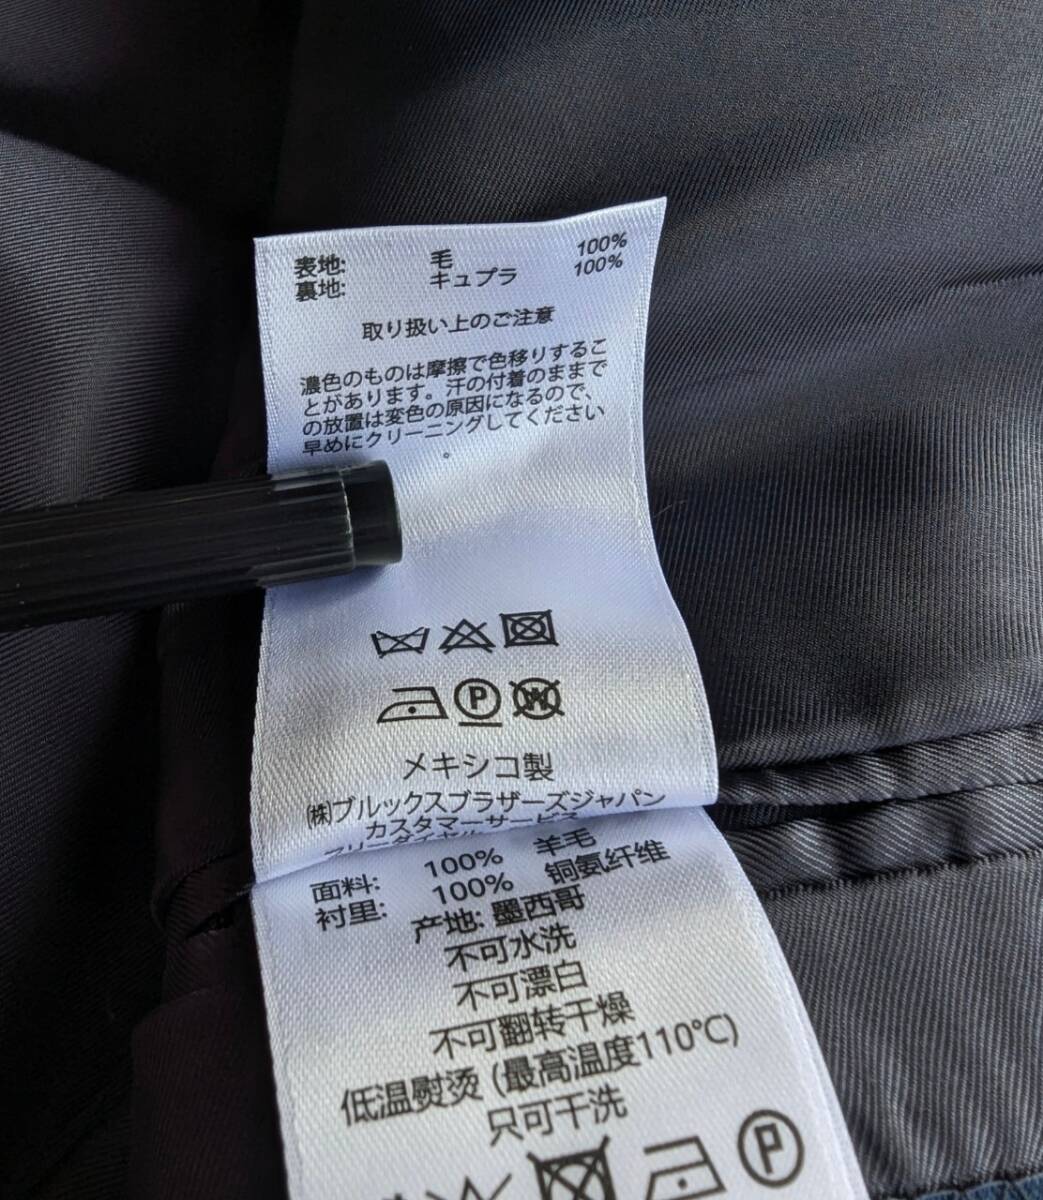 表地: 毛 100%
裏地: キュプラ 100%
取り扱い上のご注意
濃色のものは摩擦で色移りするこ
とがあります。汗の付着のままで
の放置は変色の原因になるので、
早めにクリーニングしてください
。
P W
メキシコ製
㈱ブルックスブラザーズジャパン
カスタマーサービス
面料: 100% 羊毛
衬里: 100% 铜氨纤维
产地: 墨西哥
不可水洗
不可漂白
不可翻转干燥
低温熨烫 (最高温度110℃)
只可干洗
P